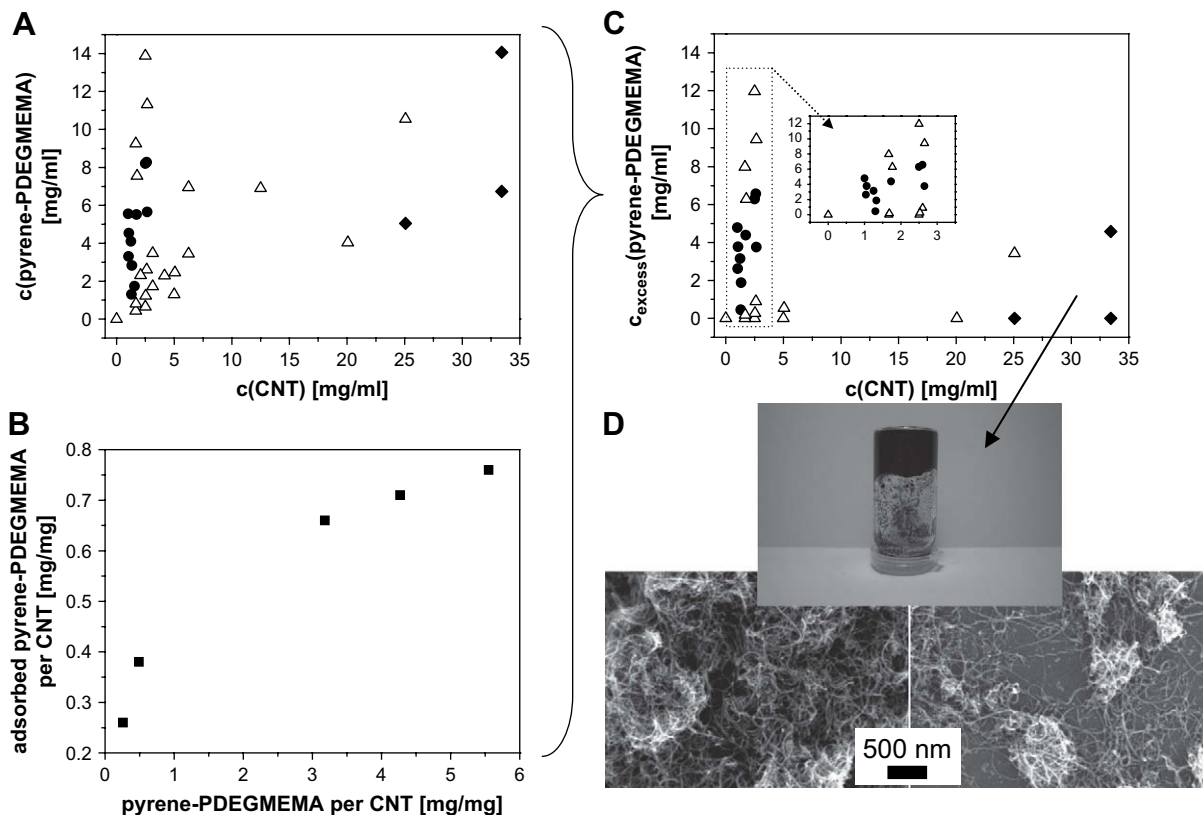 A
c(pyrene-PDEGMEMA)
[mg/ml]
14
12
10
8
6
4
2
0
0 5 10 15 20 25 30 35
c(CNT) [mg/ml]
B
adsorbed pyrene-PDEGMEMA
per CNT [mg/mg]
0.8
0.7
0.6
0.5
0.4
0.3
0.2
0 1 2 3 4 5 6
pyrene-PDEGMEMA per CNT [mg/mg]
C
c_excess(pyrene-PDEGMEMA)
[mg/ml]
14
12
10
8
6
4
2
0
12
10
8
6
4
2
0
0 1 2 3
0 5 10 15 20 25 30 35
c(CNT) [mg/ml]
D
500 nm